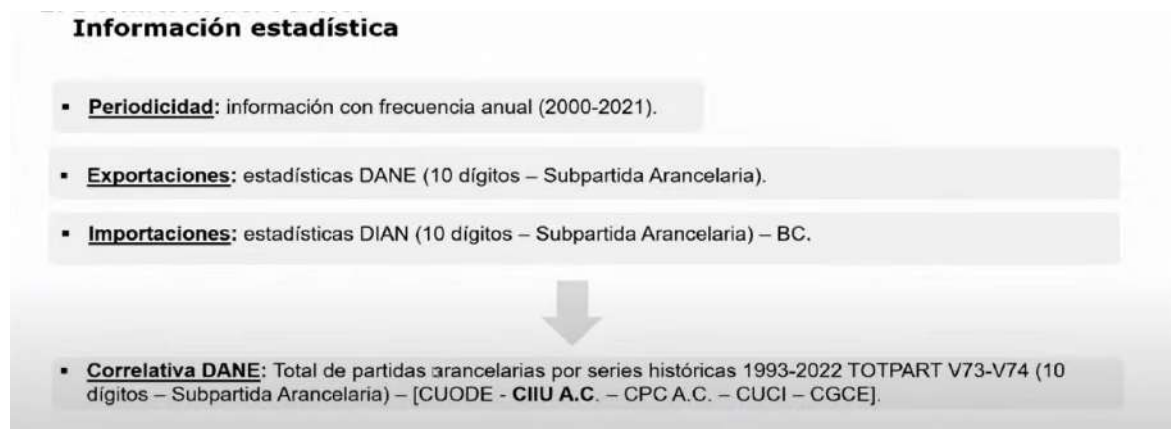 Información estadística
▪ Periodicidad: información con frecuencia anual (2000-2021).
▪ Exportaciones: estadísticas DANE (10 dígitos – Subpartida Arancelaria).
▪ Importaciones: estadísticas DIAN (10 dígitos – Subpartida Arancelaria) – BC.
▪ Correlativa DANE: Total de partidas arancelarias por series históricas 1993-2022 TOTPART V73-V74 (10
dígitos – Subpartida Arancelaria) – [CUODE - CIIU A.C. – CPC A.C. – CUCI – CGCE].